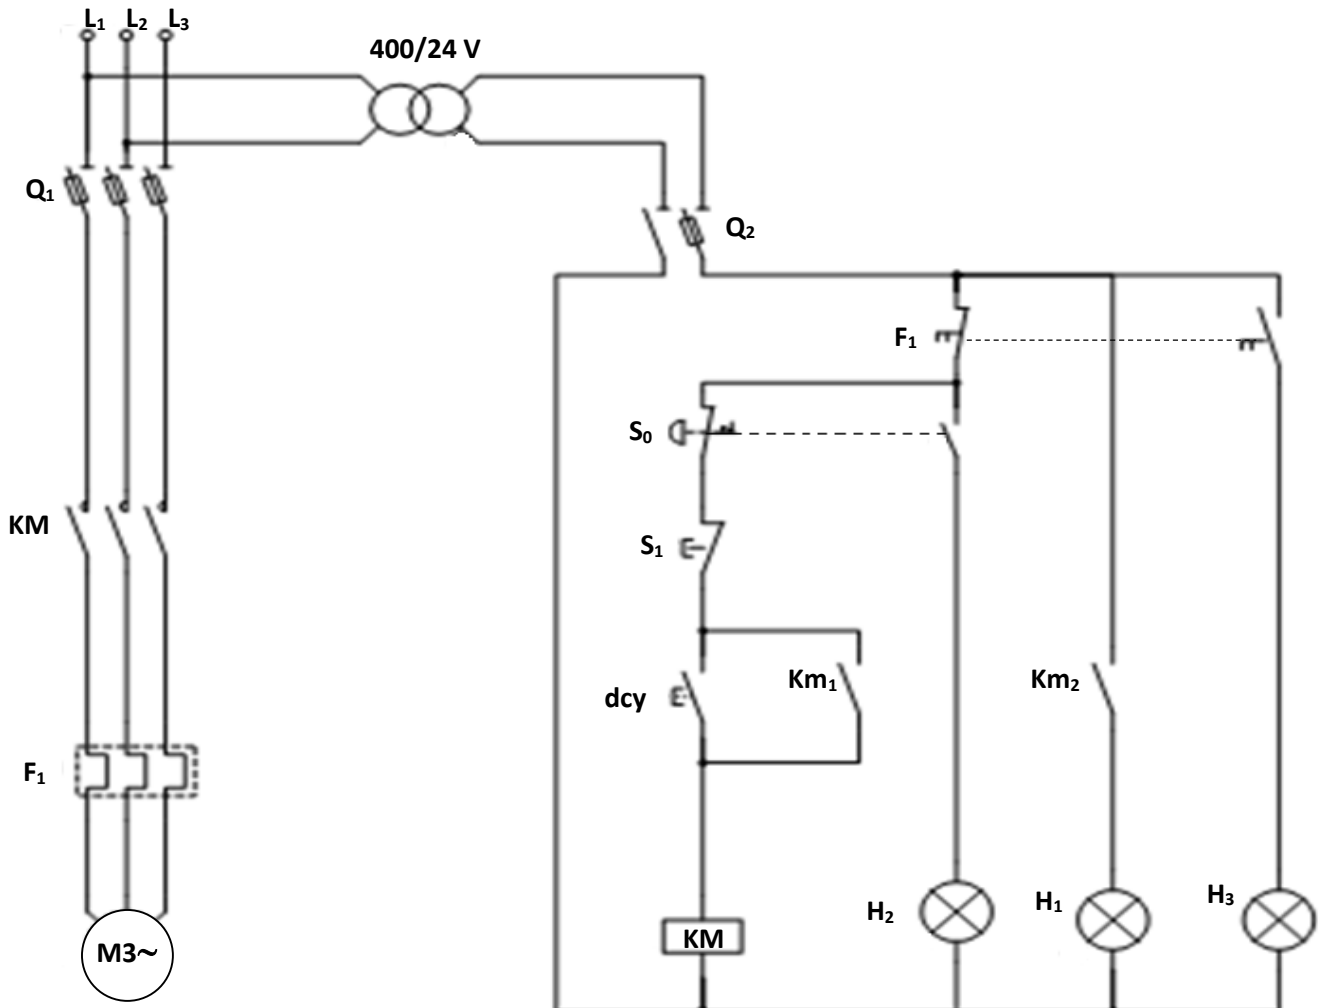 L₁ L₂ L₃
400/24 V
Q₁
Q₂
F₁
S₀
KM
S₁
dcy
Km₁
Km₂
F₁
H₂
H₁
H₃
M3~
KM